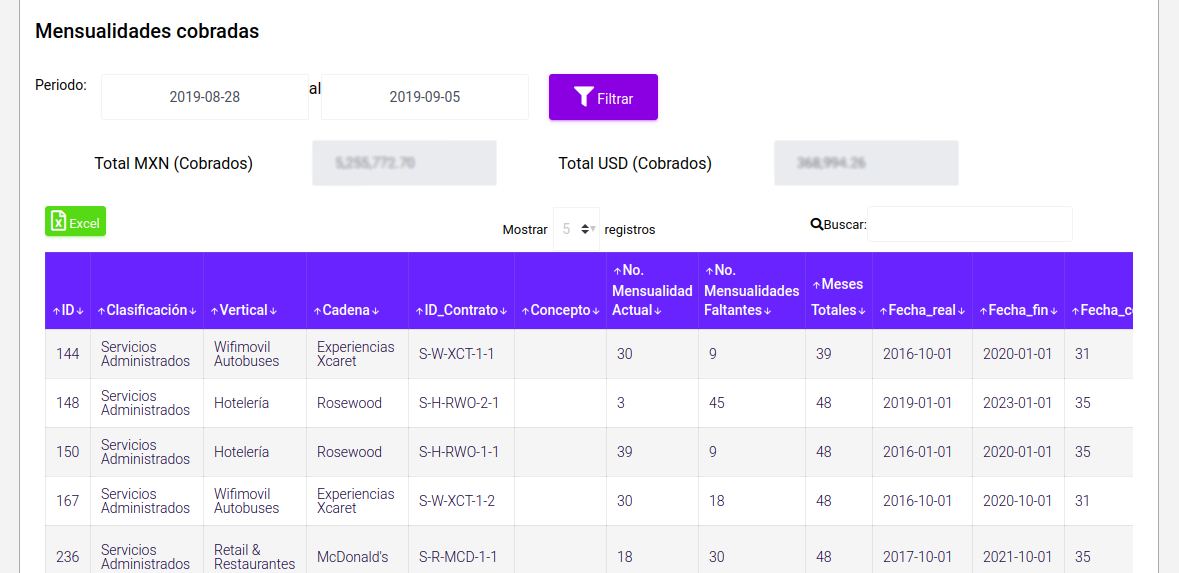 Mensualidades cobradas
Periodo: 2019-08-28 al 2019-09-05 Filtrar
Total MXN (Cobrados) 5,255,772.70 Total USD (Cobrados) 368,994.26
Excel Mostrar 5 registros Buscar:
ID Clasificación Vertical Cadena ID_Contrato Concepto No. Mensualidad Actual No. Mensualidades Faltantes Meses Totales Fecha_real Fecha_fin Fecha_c
144 Servicios Administrados Wifimovil Autobuses Experiencias Xcaret S-W-XCT-1-1 30 9 39 2016-10-01 2020-01-01 31
148 Servicios Administrados Hotelería Rosewood S-H-RWO-2-1 3 45 48 2019-01-01 2023-01-01 35
150 Servicios Administrados Hotelería Rosewood S-H-RWO-1-1 39 9 48 2016-01-01 2020-01-01 35
167 Servicios Administrados Wifimovil Autobuses Experiencias Xcaret S-W-XCT-1-2 30 18 48 2016-10-01 2020-10-01 31
236 Servicios Administrados Retail & Restaurantes McDonald's S-R-MCD-1-1 18 30 48 2017-10-01 2021-10-01 35